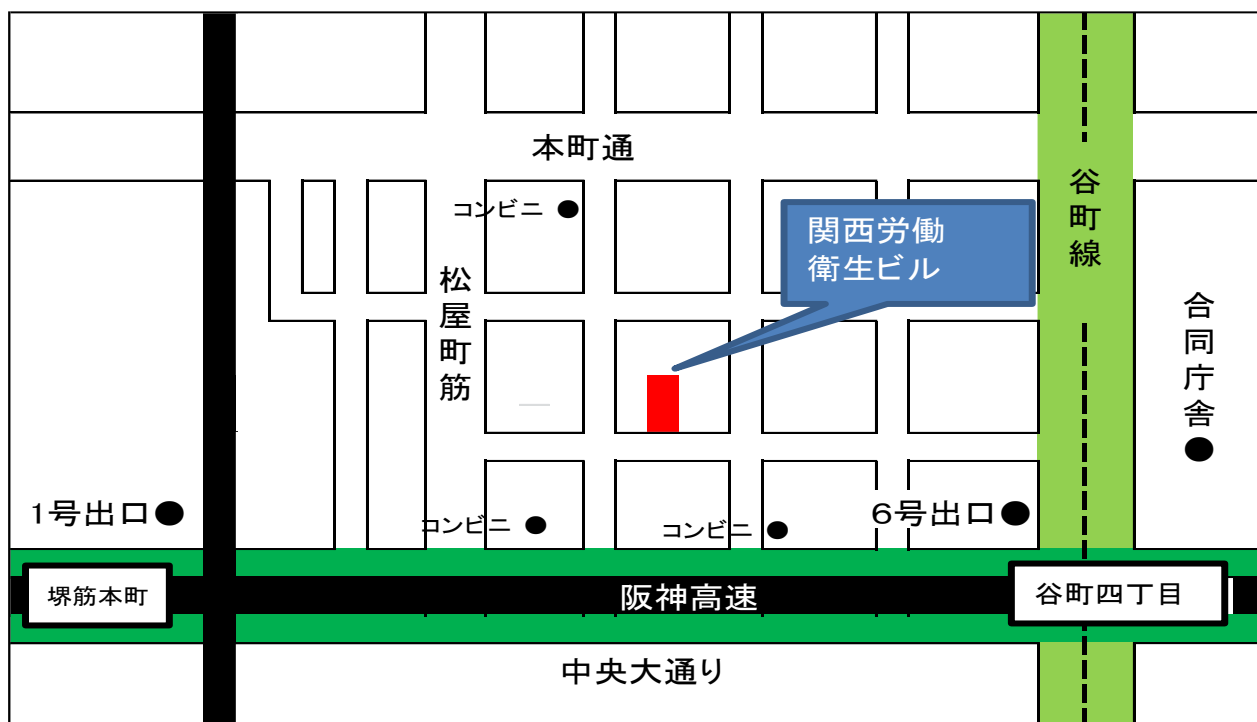 本町通
コンビニ
関西労働
衛生ビル
谷町線
松屋町筋
合同庁舎
1号出口
6号出口
コンビニ
コンビニ
堺筋本町
阪神高速
谷町四丁目
中央大通り